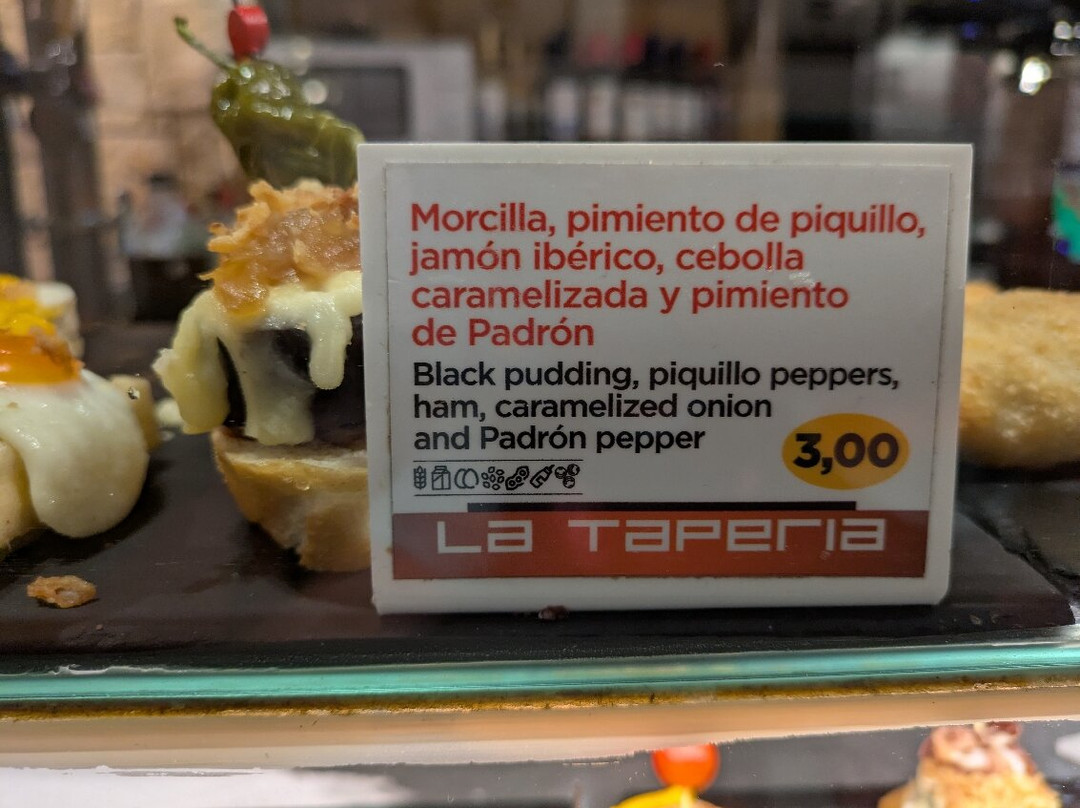 Morcilla, pimiento de piquillo,
jamón ibérico, cebolla
caramelizada y pimiento
de Padrón
Black pudding, piquillo peppers,
ham, caramelized onion
and Padrón pepper
3,00
La Taperia